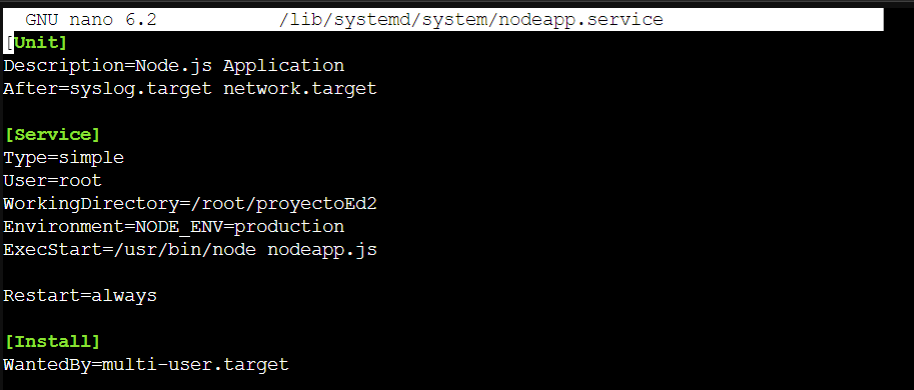 GNU nano 6.2 /lib/systemd/system/nodeapp.service
[Unit]
Description=Node.js Application
After=syslog.target network.target
[Service]
Type=simple
User=root
WorkingDirectory=/root/proyectoEd2
Environment=NODE_ENV=production
ExecStart=/usr/bin/node nodeapp.js
Restart=always
[Install]
WantedBy=multi-user.target